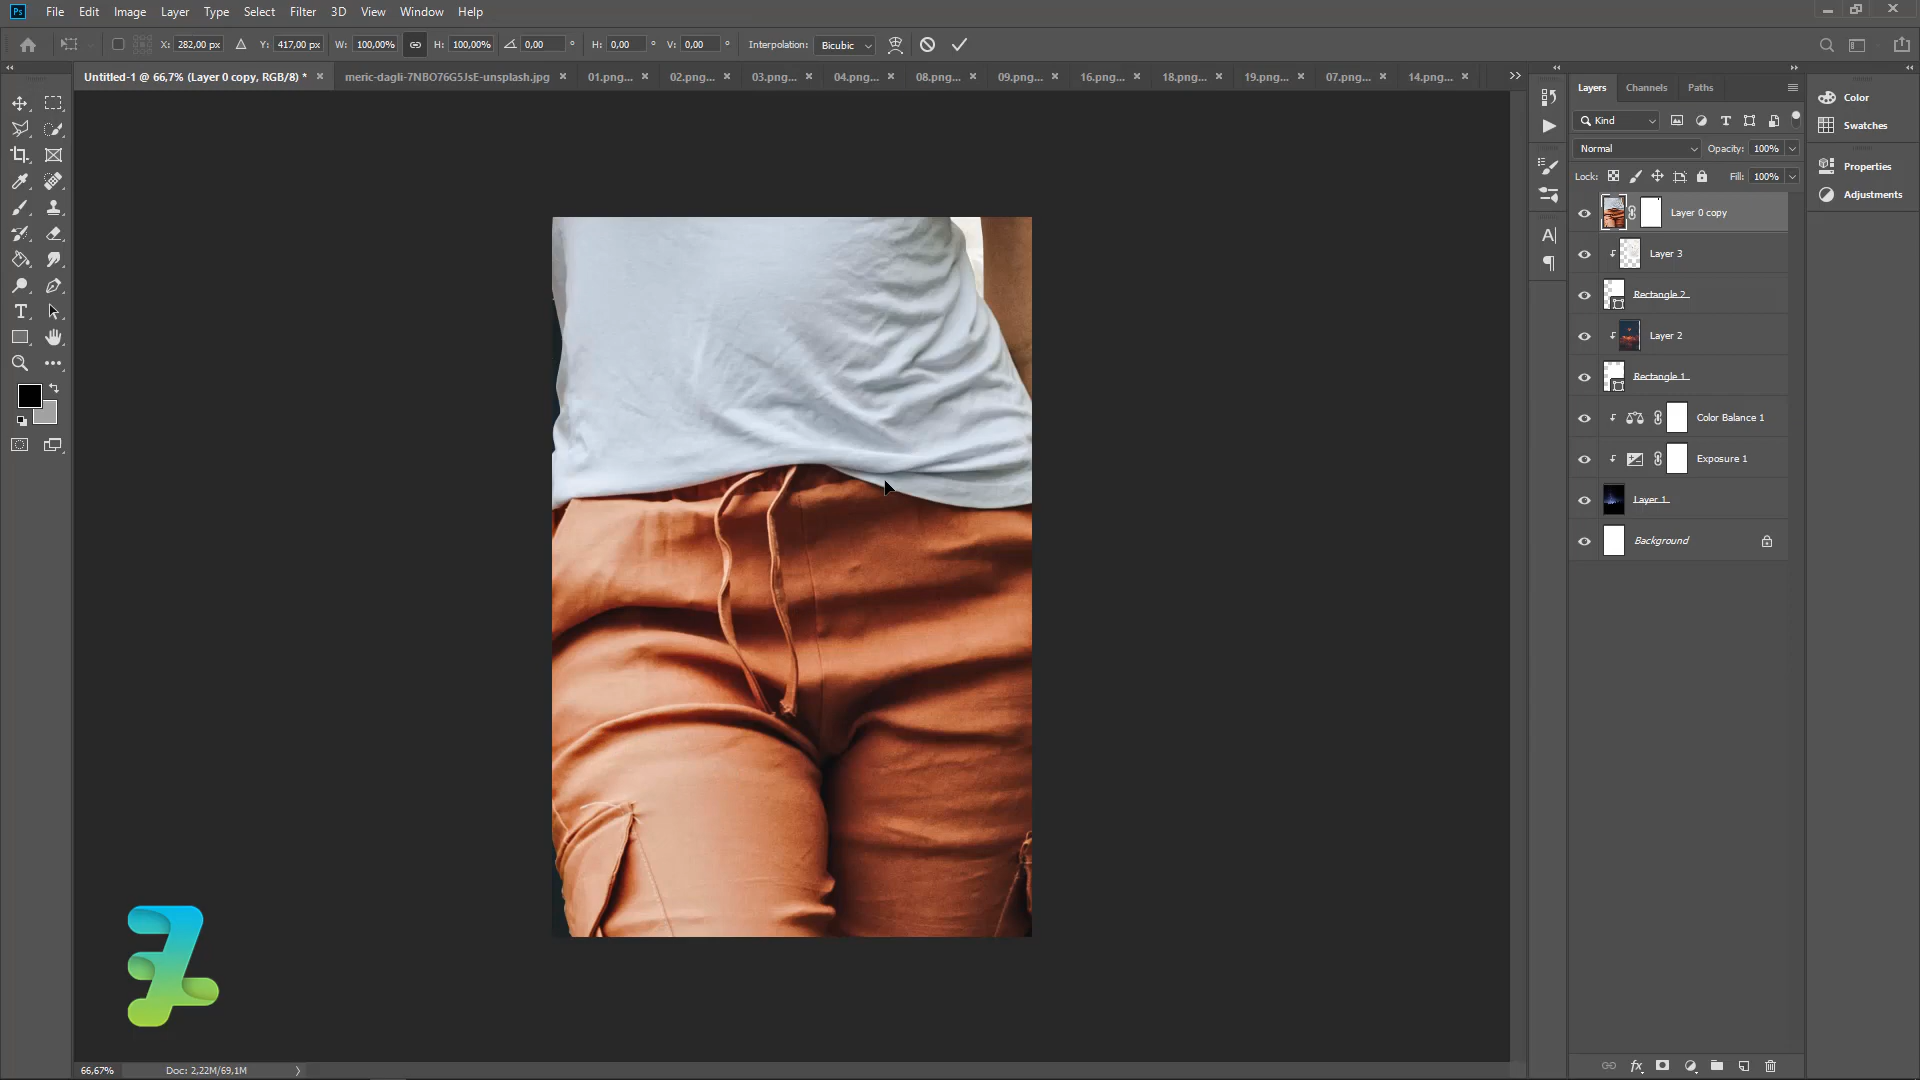 Ps File Edit Image Layer Type Select Filter 3D View Window Help
X: 282,00 px Y: 417,00 px W: 100,00% H: 100,00% 0,00 ° H: 0,00 ° V: 0,00 ° Interpolation: Bicubic
Untitled-1 @ 66,7% (Layer 0 copy, RGB/8) * meric-dagli-7NBO76G5JsE-unsplash.jpg 01.png... 02.png... 03.png... 04.png... 08.png... 09.png... 16.png... 18.png... 19.png... 07.png... 14.png...
Layers Channels Paths
Kind
Normal Opacity: 100%
Lock: Fill: 100%
Layer 0 copy
Layer 3
Rectangle 2
Layer 2
Rectangle 1
Color Balance 1
Exposure 1
Layer 1
Background
Color
Swatches
Properties
Adjustments
66,67% Doc: 2,22M/69,1M